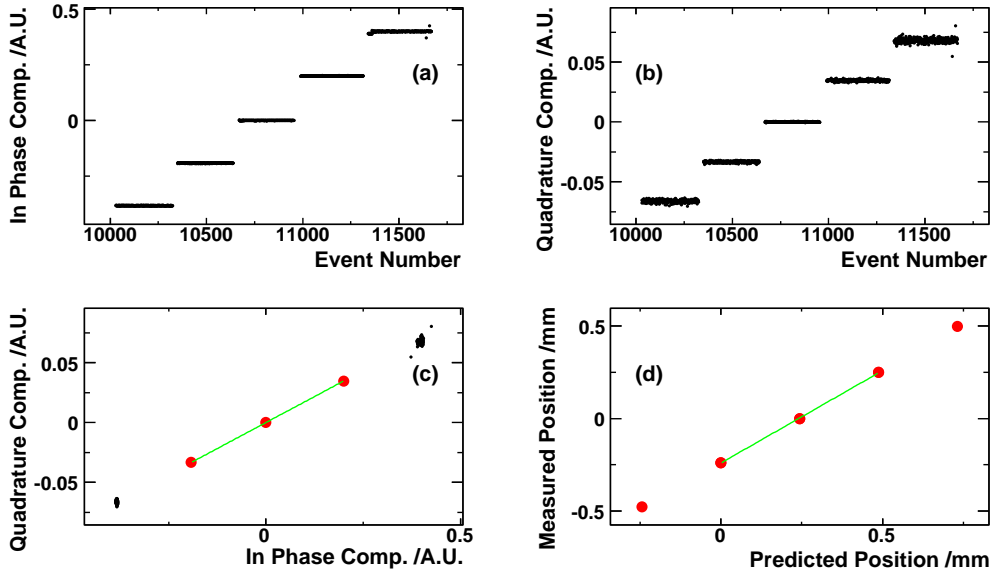 0.5
0
In Phase Comp. /A.U.
(a)
10000 10500 11000 11500
Event Number
0.05
0
-0.05
Quadrature Comp. /A.U.
(b)
10000 10500 11000 11500
Event Number
0.05
0
-0.05
Quadrature Comp. /A.U.
(c)
0 0.5
In Phase Comp. /A.U.
0.5
0
-0.5
Measured Position /mm
(d)
0 0.5
Predicted Position /mm